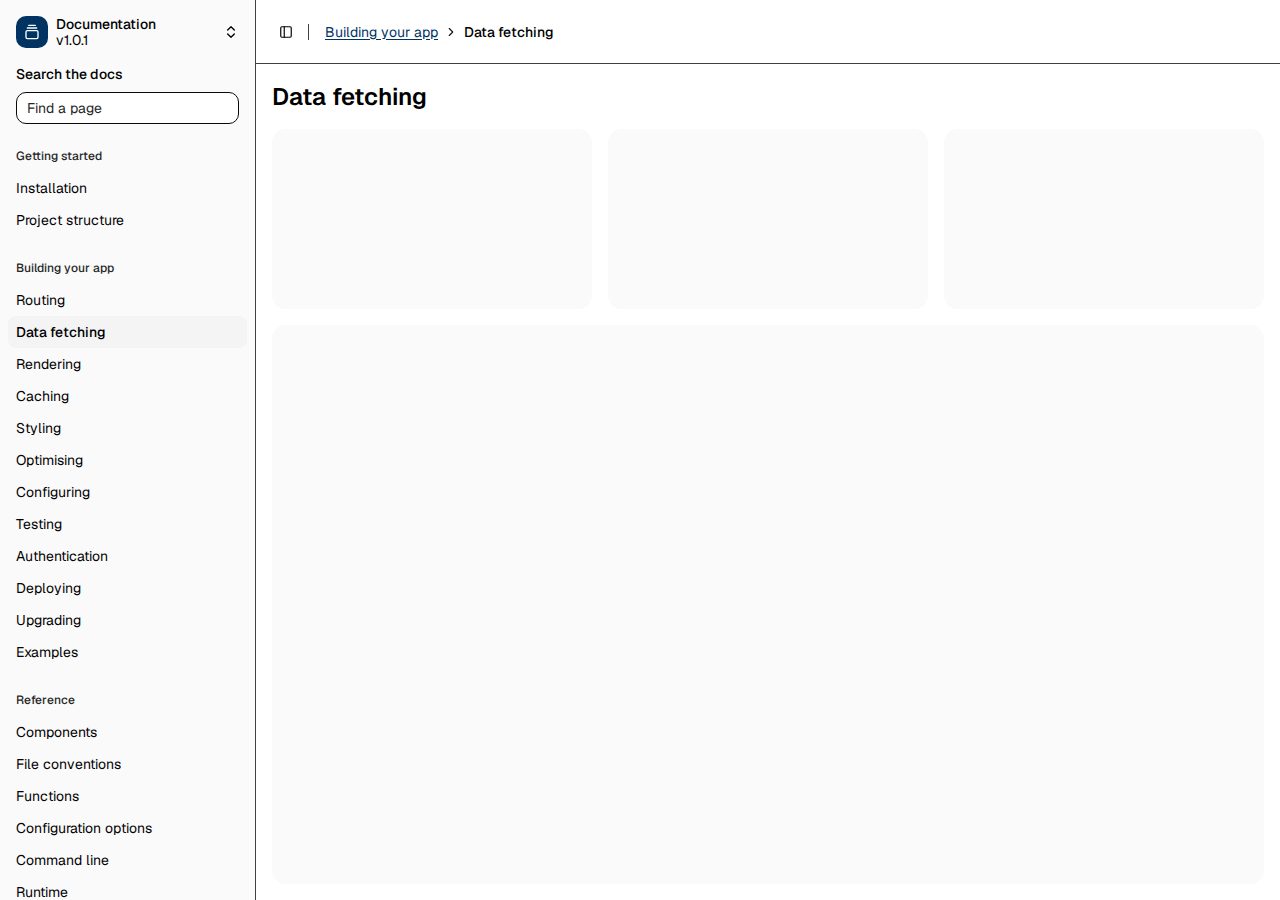 Documentation
v1.0.1
Search the docs
Find a page
Getting started
Installation
Project structure
Building your app
Routing
Data fetching
Rendering
Caching
Styling
Optimising
Configuring
Testing
Authentication
Deploying
Upgrading
Examples
Reference
Components
File conventions
Functions
Configuration options
Command line
Runtime
Building your app > Data fetching
Data fetching